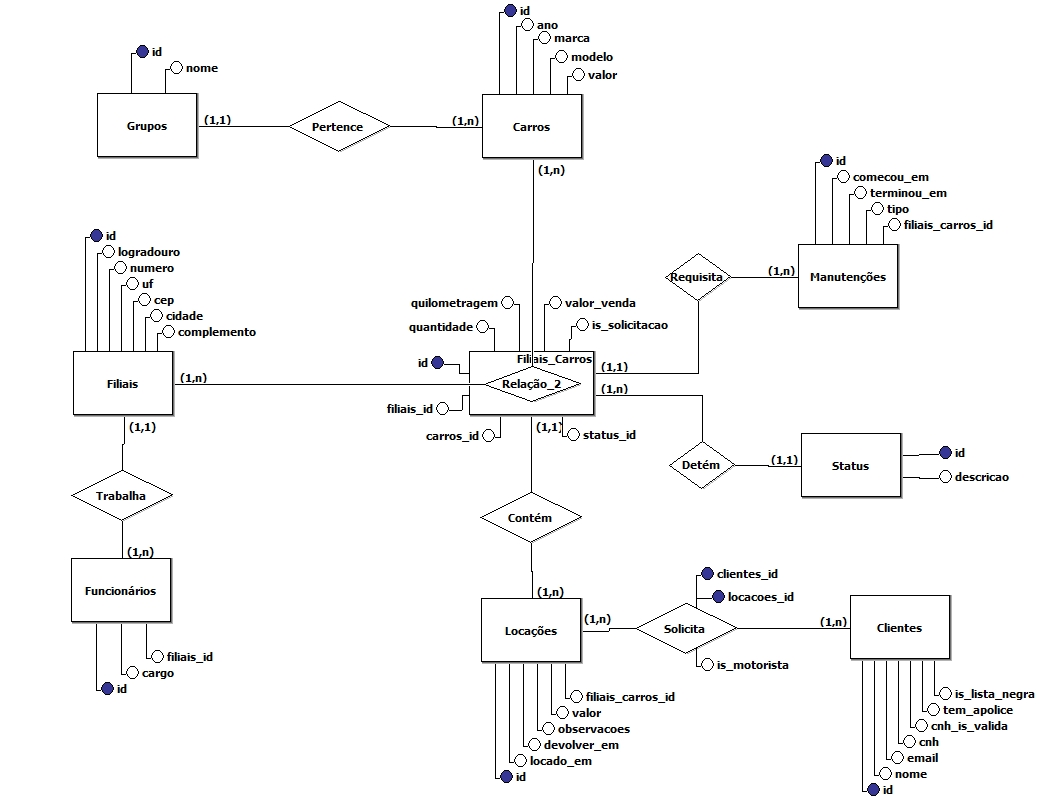 id
ano
marca
modelo
valor
id
nome
Grupos
(1,1)
Pertence
(1,n)
Carros
(1,n)
id
comecou_em
terminou_em
tipo
filiais_carros_id
Requisita
(1,n)
Manutenções
id
logradouro
numero
uf
cep
cidade
complemento
quilometragem
valor_venda
quantidade
is_solicitacao
id
Filiais_Carros
(1,1)
Filiais
(1,n)
Relação_2
(1,n)
filiais_id
carros_id
(1,1)
status_id
(1,1)
Detém
(1,1)
Status
id
descricao
Trabalha
Contém
(1,n)
Funcionários
filiais_id
cargo
id
(1,n)
Locações
(1,n)
clientes_id
locacoes_id
Solicita
is_motorista
(1,n)
Clientes
filiais_carros_id
valor
observacoes
devolver_em
locado_em
id
is_lista_negra
tem_apolice
cnh_is_valida
cnh
email
nome
id